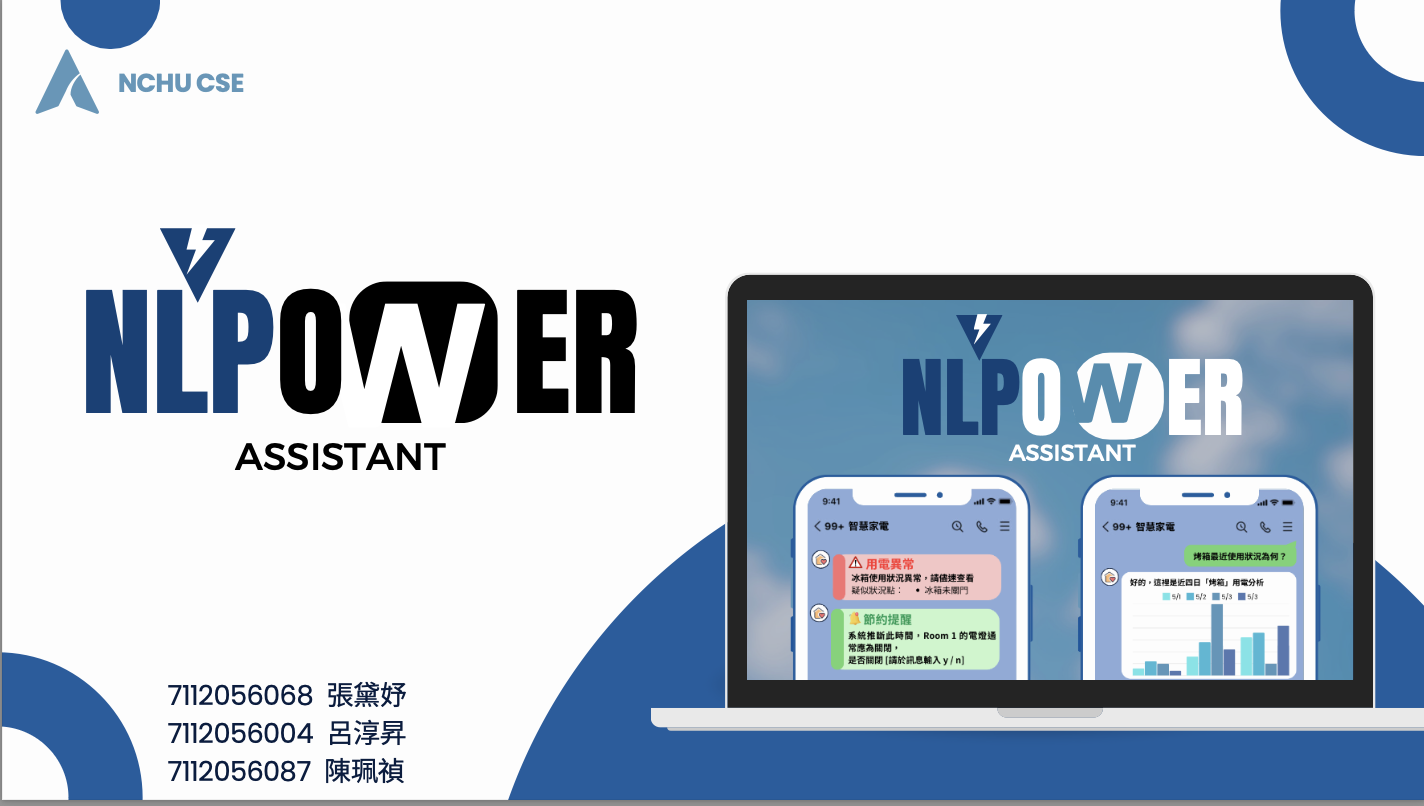 NCHU CSE
NLPOWER
ASSISTANT
7112056068 張黛妤
7112056004 呂淳昇
7112056087 陳珮禎
NLPOWER
ASSISTANT
9:41
99+ 智慧家電
用電異常
冰箱使用狀況異常，請儘速查看
疑似狀況點： • 冰箱未關門
節約提醒
系統推斷此時間，Room 1 的電燈通
常應為關閉，
是否關閉 [請於訊息輸入 y / n]
9:41
99+ 智慧家電
烤箱最近使用狀況為何？
好的，這裡是近四日「烤箱」用電分析
5/1 5/2 5/3 5/3